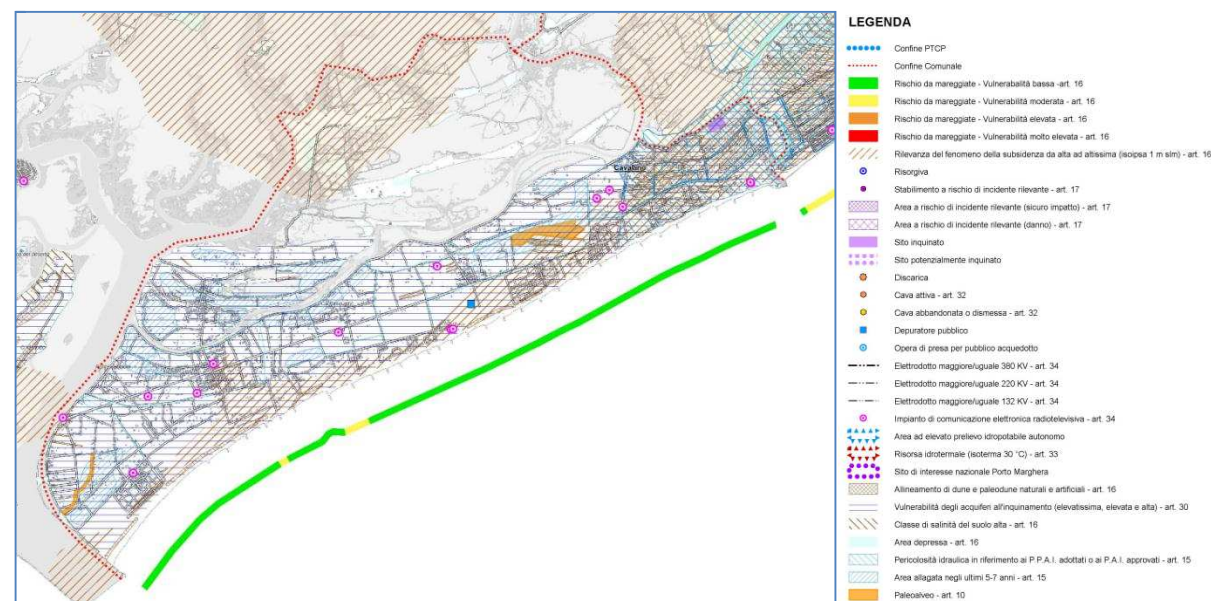 LEGENDA
Confine PTCP
Confine Comunale
Rischio da mareggiate - Vulnerabilità bassa -art. 16
Rischio da mareggiate - Vulnerabilità moderata - art. 16
Rischio da mareggiate - Vulnerabilità elevata - art. 16
Rischio da mareggiate - Vulnerabilità molto elevata - art. 16
Rilevanza del fenomeno della subsidenza da alta ad altissima (isoipsa 1 m slm) - art. 16
Risorgiva
Stabilimento a rischio di incidente rilevante - art. 17
Area a rischio di incidente rilevante (sicuro impatto) - art. 17
Area a rischio di incidente rilevante (danno) - art. 17
Sito inquinato
Sito potenzialmente inquinato
Discarica
Cava attiva - art. 32
Cava abbandonata o dismessa - art. 32
Depuratore pubblico
Opera di presa per pubblico acquedotto
Elettrodotto maggiore/uguale 380 KV - art. 34
Elettrodotto maggiore/uguale 220 KV - art. 34
Elettrodotto maggiore/uguale 132 KV - art. 34
Impianto di comunicazione elettronica radiotelevisiva - art. 34
Area ad elevato prelievo idropotabile autonomo
Risorsa idrotermale (isoterma 30 °C) - art. 33
Sito di interesse nazionale Porto Marghera
Allineamento di dune e paleodune naturali e artificiali - art. 16
Vulnerabilità degli acquiferi all'inquinamento (elevatissima, elevata e alta) - art. 30
Classe di salinità del suolo alta - art. 16
Area depressa - art. 16
Pericolosità idraulica in riferimento ai P.P.A.I. adottati o ai P.A.I. approvati - art. 15
Area allagata negli ultimi 5-7 anni - art. 15
Paleoalveo - art. 10